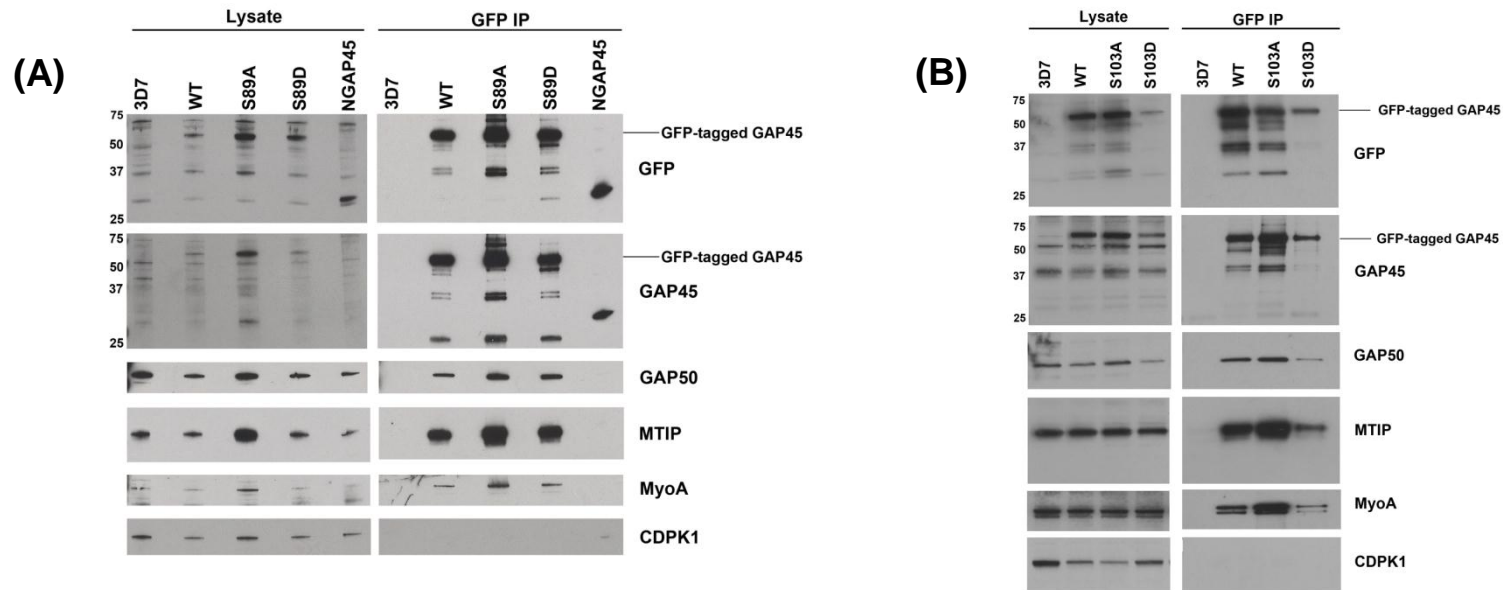 (A)
Lysate
GFP IP
3D7
WT
S89A
S89D
NGAP45
3D7
WT
S89A
S89D
NGAP45
75
50
37
25
GFP-tagged GAP45
GFP
75
50
37
25
GFP-tagged GAP45
GAP45
GAP50
MTIP
MyoA
CDPK1
(B)
Lysate
GFP IP
3D7
WT
S103A
S103D
3D7
WT
S103A
S103D
75
50
37
25
GFP-tagged GAP45
GFP
75
50
37
25
GFP-tagged GAP45
GAP45
GAP50
MTIP
MyoA
CDPK1